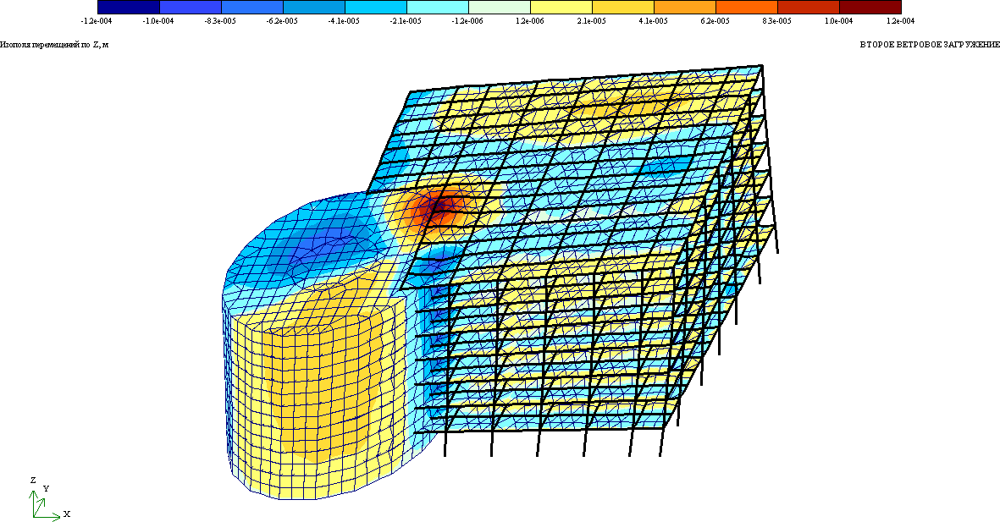 -1.2e-004 -1.0e-004 -8.3e-005 -6.2e-005 -4.1e-005 -2.1e-005 -1.2e-006 1.2e-006 2.1e-005 4.1e-005 6.2e-005 8.3e-005 1.0e-004 1.2e-004
Изополя перемещений по Z, м
ВТОРОЕ ВЕТРОВОЕ ЗАГРУЖЕНИЕ
Z
Y
X